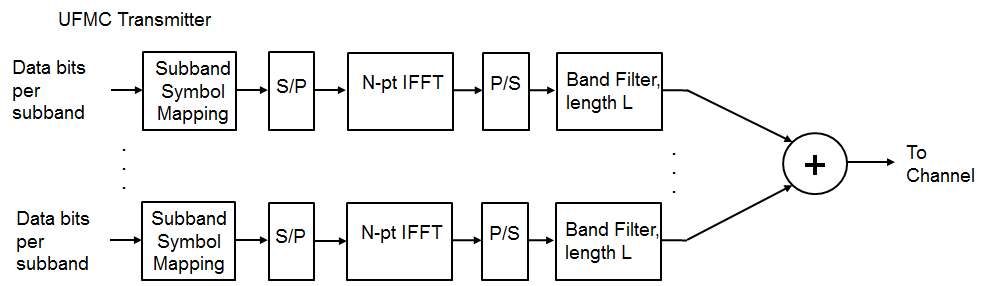 UFMC Transmitter
Data bits
per
subband
Subband
Symbol
Mapping
S/P
N-pt IFFT
P/S
Band Filter,
length L
+
To
Channel
Data bits
per
subband
Subband
Symbol
Mapping
S/P
N-pt IFFT
P/S
Band Filter,
length L